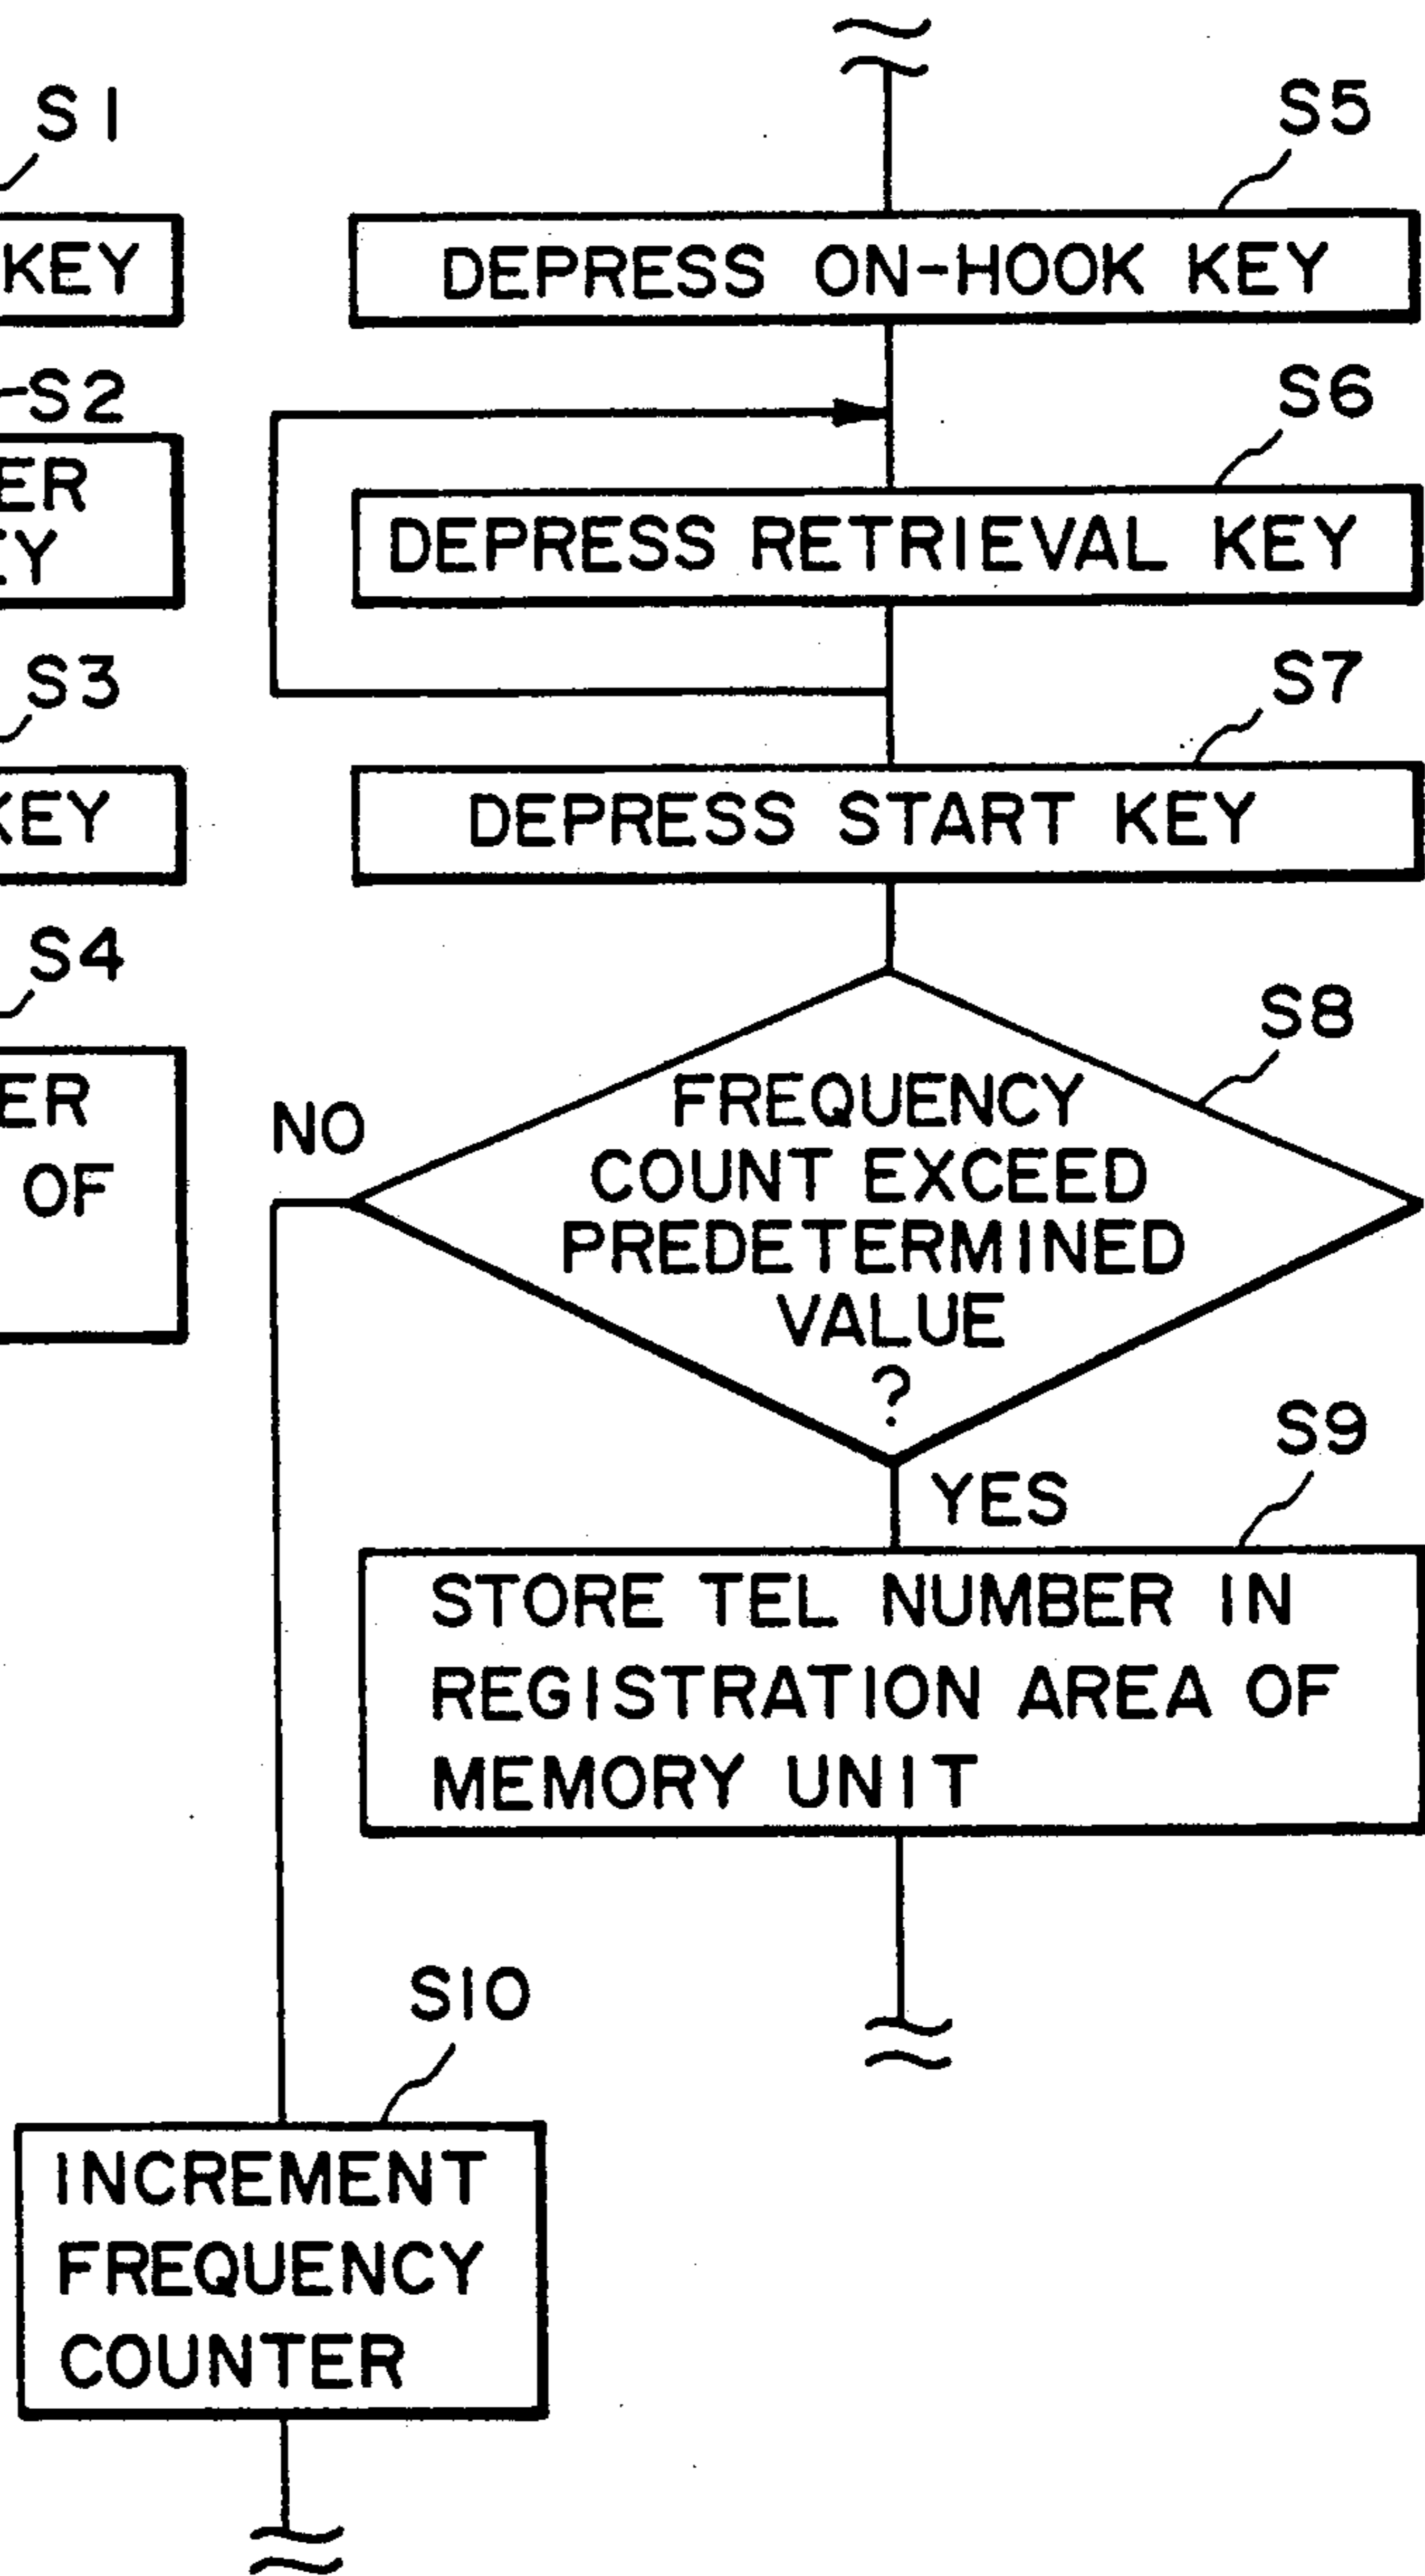 S1
KEY
S2
S3
KEY
S4
OF
S5
DEPRESS ON-HOOK KEY
S6
DEPRESS RETRIEVAL KEY
S7
DEPRESS START KEY
S8
FREQUENCY
COUNT EXCEED
PREDETERMINED
VALUE
?
NO
YES
S9
STORE TEL NUMBER IN
REGISTRATION AREA OF
MEMORY UNIT
S10
INCREMENT
FREQUENCY
COUNTER